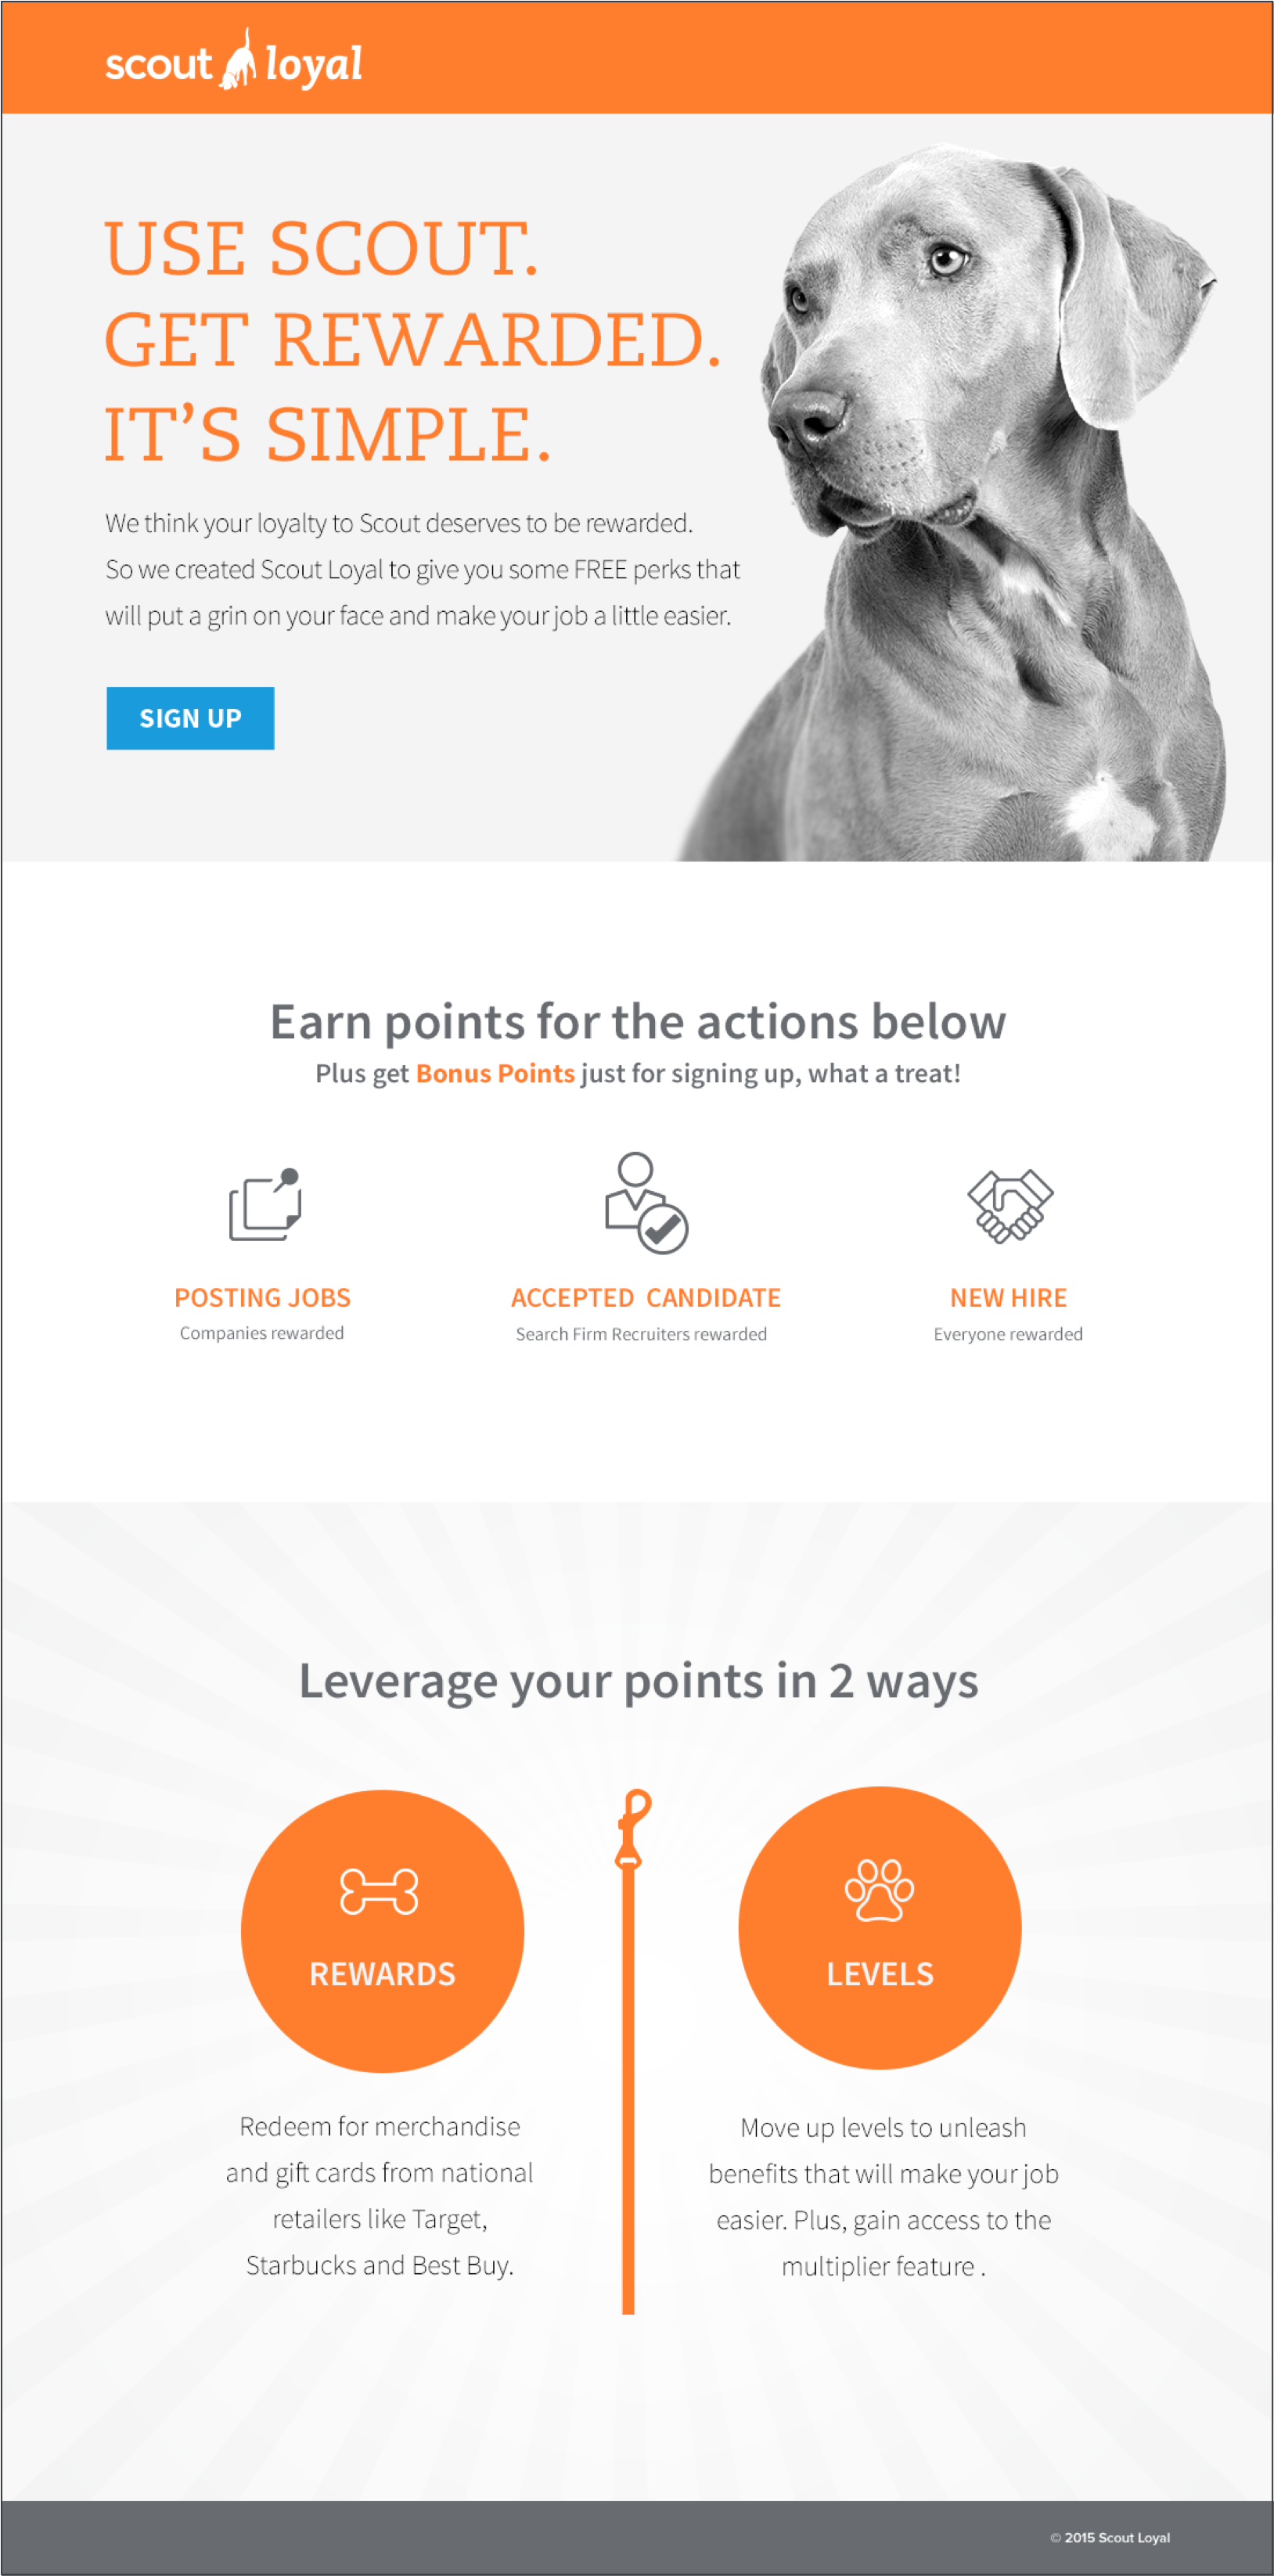 scout loyal
USE SCOUT.
GET REWARDED.
IT’S SIMPLE.
We think your loyalty to Scout deserves to be rewarded.
So we created Scout Loyal to give you some FREE perks that
will put a grin on your face and make your job a little easier.
SIGN UP
Earn points for the actions below
Plus get Bonus Points just for signing up, what a treat!
POSTING JOBS
Companies rewarded
ACCEPTED CANDIDATE
Search Firm Recruiters rewarded
NEW HIRE
Everyone rewarded
Leverage your points in 2 ways
REWARDS
Redeem for merchandise
and gift cards from national
retailers like Target,
Starbucks and Best Buy.
LEVELS
Move up levels to unleash
benefits that will make your job
easier. Plus, gain access to the
multiplier feature .
© 2015 Scout Loyal